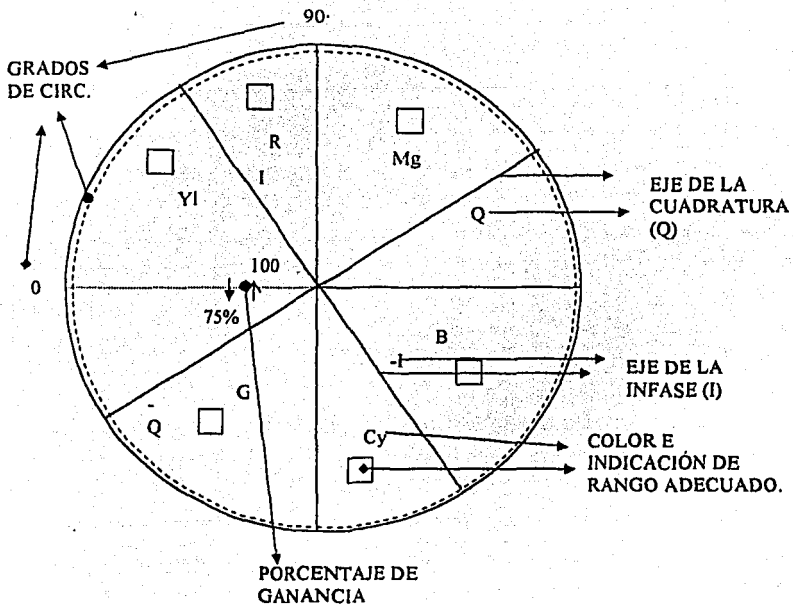 90.
GRADOS
DE CIRC.
R
I
Mg
Yl
Q
EJE DE LA
CUADRATURA
(Q)
100
0
75%
B
-I
EJE DE LA
INFASE (I)
G
-
Q
Cy
COLOR E
INDICACIÓN DE
RANGO ADECUADO.
PORCENTAJE DE
GANANCIA